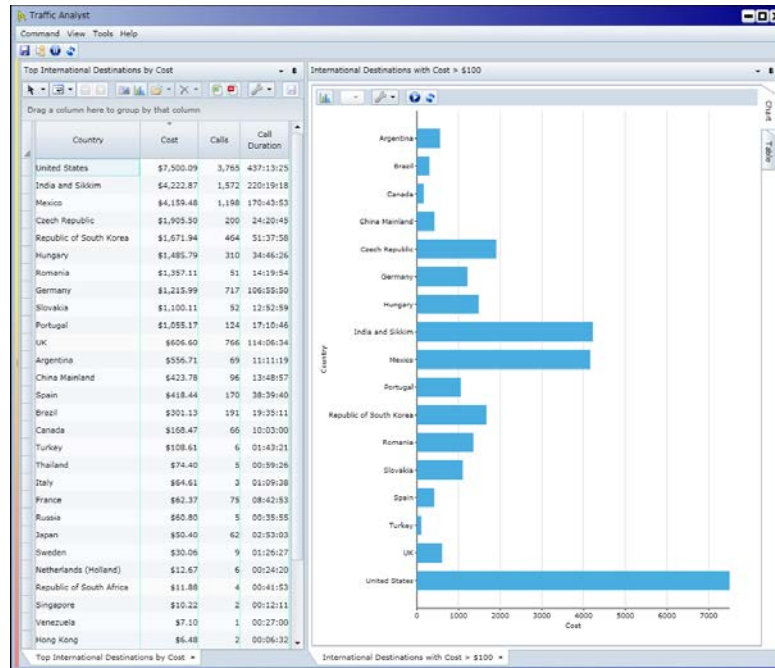 Traffic Analyst
Command View Tools Help
Top International Destinations by Cost
Drag a column here to group by that column
Country Cost Calls Call Duration
United States $7,500.09 3,765 437:13:25
India and Sikkim $4,222.87 1,572 220:19:18
Mexico $4,159.48 1,198 170:43:53
Czech Republic $1,905.50 200 24:20:45
Republic of South Korea $1,671.94 464 51:37:58
Hungary $1,485.79 310 34:46:26
Romania $1,357.11 51 14:19:54
Germany $1,215.99 717 106:55:50
Slovakia $1,100.11 52 12:52:59
Portugal $1,055.17 124 17:10:46
UK $606.60 766 114:06:34
Argentina $556.71 69 11:11:19
China Mainland $423.78 96 13:48:57
Spain $418.44 170 38:39:40
Brazil $301.13 191 19:35:11
Canada $168.47 66 10:03:00
Turkey $108.61 6 01:43:21
Thailand $74.40 5 00:59:26
Italy $64.61 3 01:09:38
France $62.37 75 08:42:53
Russia $60.80 5 00:35:55
Japan $50.40 62 02:53:03
Sweden $30.06 9 01:26:27
Netherlands (Holland) $12.67 6 00:24:20
Republic of South Africa $11.88 4 00:41:53
Singapore $10.22 2 00:12:11
Venezuela $7.10 1 00:27:00
Hong Kong $6.48 2 00:06:32
Top International Destinations by Cost
International Destinations with Cost > $100
Chart
Table
Country
Argentina
Brazil
Canada
China Mainland
Czech Republic
Germany
Hungary
India and Sikkim
Mexico
Portugal
Republic of South Korea
Romania
Slovakia
Spain
Turkey
UK
United States
0 1000 2000 3000 4000 5000 6000 7000
Cost
International Destinations with Cost > $100